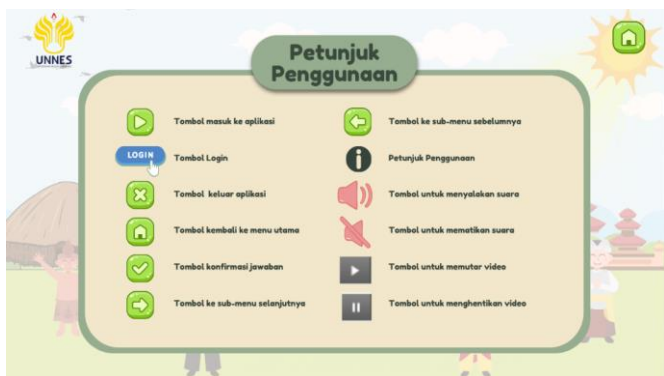 UNNES
Petunjuk
Penggunaan
Tombol masuk ke aplikasi
LOGIN
Tombol Login
Tombol keluar aplikasi
Tombol kembali ke menu utama
Tombol konfirmasi jawaban
Tombol ke sub-menu selanjutnya
Tombol ke sub-menu sebelumnya
Petunjuk Penggunaan
Tombol untuk menyalakan suara
Tombol untuk mematikan suara
Tombol untuk memutar video
Tombol untuk menghentikan video